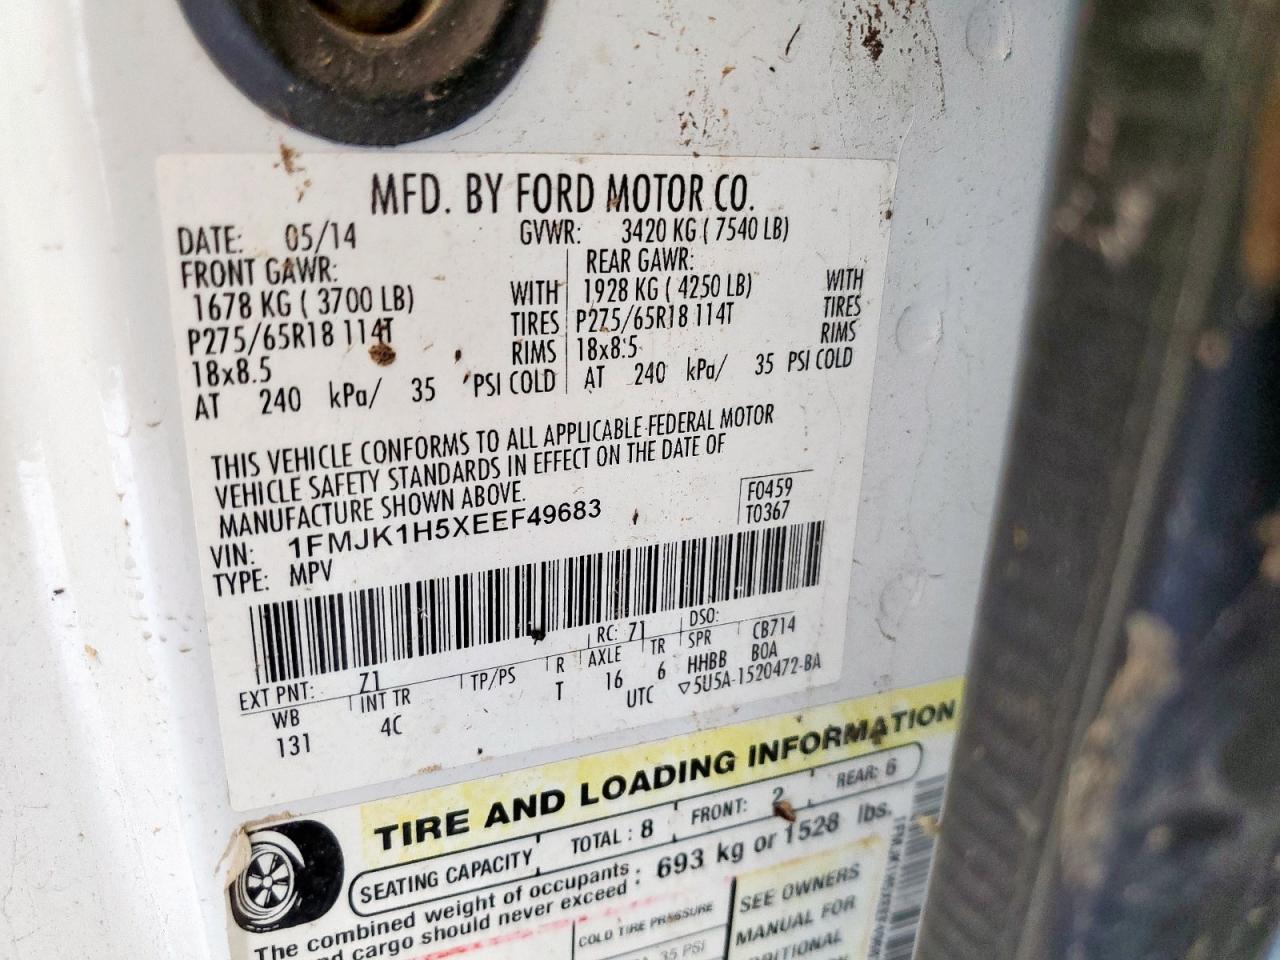 MFD. BY FORD MOTOR CO.
DATE: 05/14 GVWR: 3420 KG ( 7540 LB)
FRONT GAWR: REAR GAWR:
1678 KG ( 3700 LB) WITH 1928 KG ( 4250 LB) WITH
P275/65R18 114T TIRES P275/65R18 114T TIRES
18x8.5 RIMS 18x8.5 RIMS
AT 240 kPa/ 35 PSI COLD AT 240 kPa/ 35 PSI COLD
THIS VEHICLE CONFORMS TO ALL APPLICABLE FEDERAL MOTOR
VEHICLE SAFETY STANDARDS IN EFFECT ON THE DATE OF
MANUFACTURE SHOWN ABOVE.
VIN: 1FMJK1H5XEEF49683 F0459
TYPE: MPV T0367
EXT PNT: Z1 RC: 71 DSO:
WB INT TR TP/PS R AXLE TR SPR CB714
131 4C T 16 6 HHBB BOA
UTC ▽5U5A-1520472-BA
TIRE AND LOADING INFORMATION
SEATING CAPACITY TOTAL : 8 FRONT: 2 REAR: 6
The combined weight of occupants
and cargo should never exceed : 693 kg or 1528 lbs.
COLD TIRE PRESSURE SEE OWNERS
35 PSI MANUAL FOR